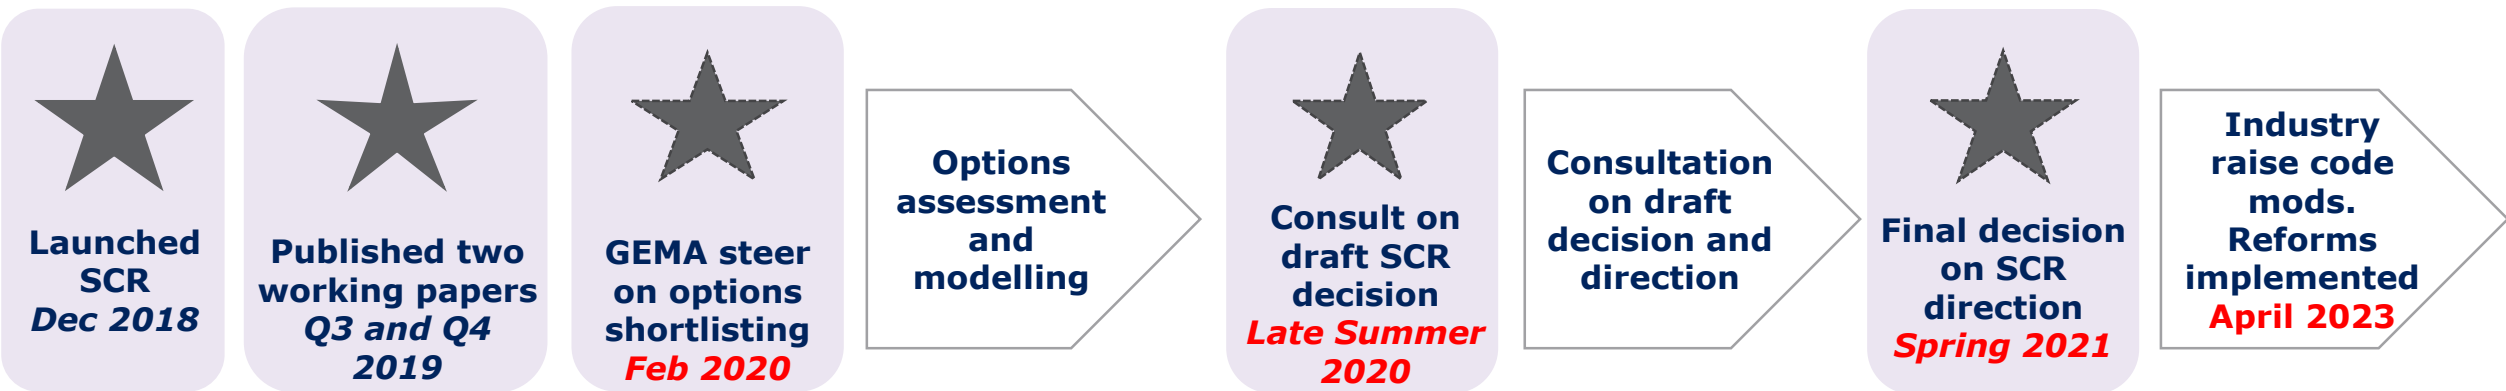 Launched
SCR
Dec 2018
Published two
working papers
Q3 and Q4
2019
GEMA steer
on options
shortlisting
Feb 2020
Options
assessment
and
modelling
Consult on
draft SCR
decision
Late Summer
2020
Consultation
on draft
decision and
direction
Final decision
on SCR
direction
Spring 2021
Industry
raise code
mods.
Reforms
implemented
April 2023